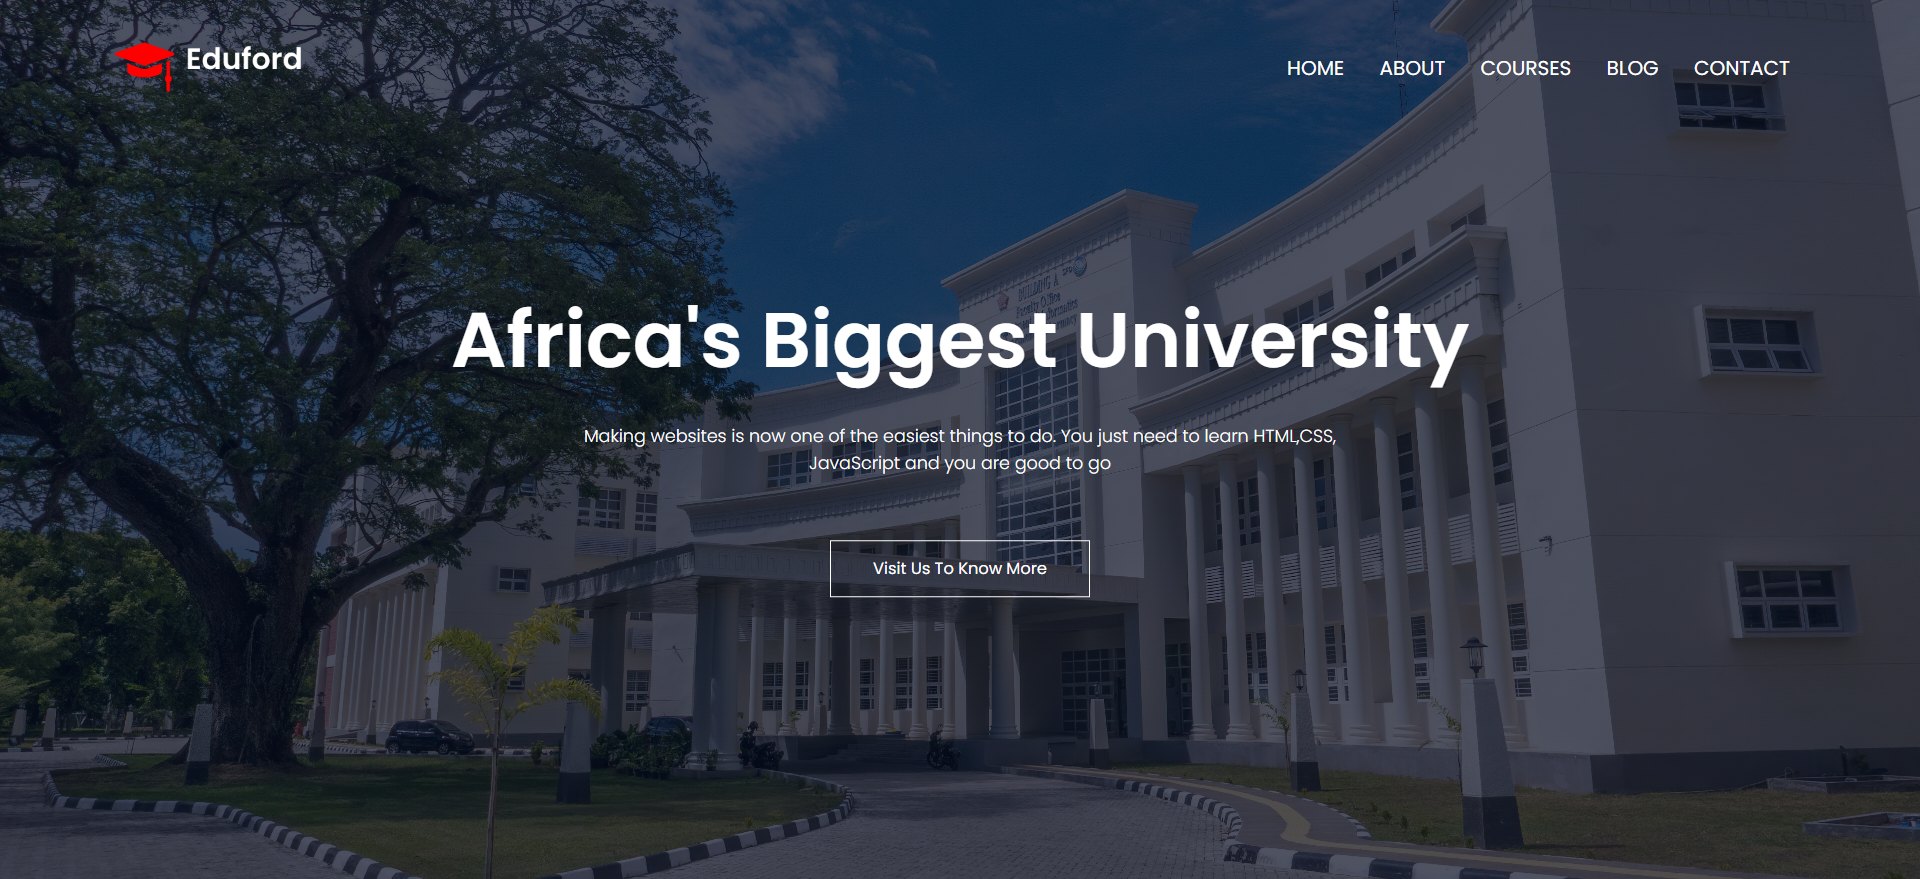 Eduford
HOME ABOUT COURSES BLOG CONTACT
BUILDING A
Africa's Biggest University
Making websites is now one of the easiest things to do. You just need to learn HTML,CSS,
JavaScript and you are good to go
Visit Us To Know More